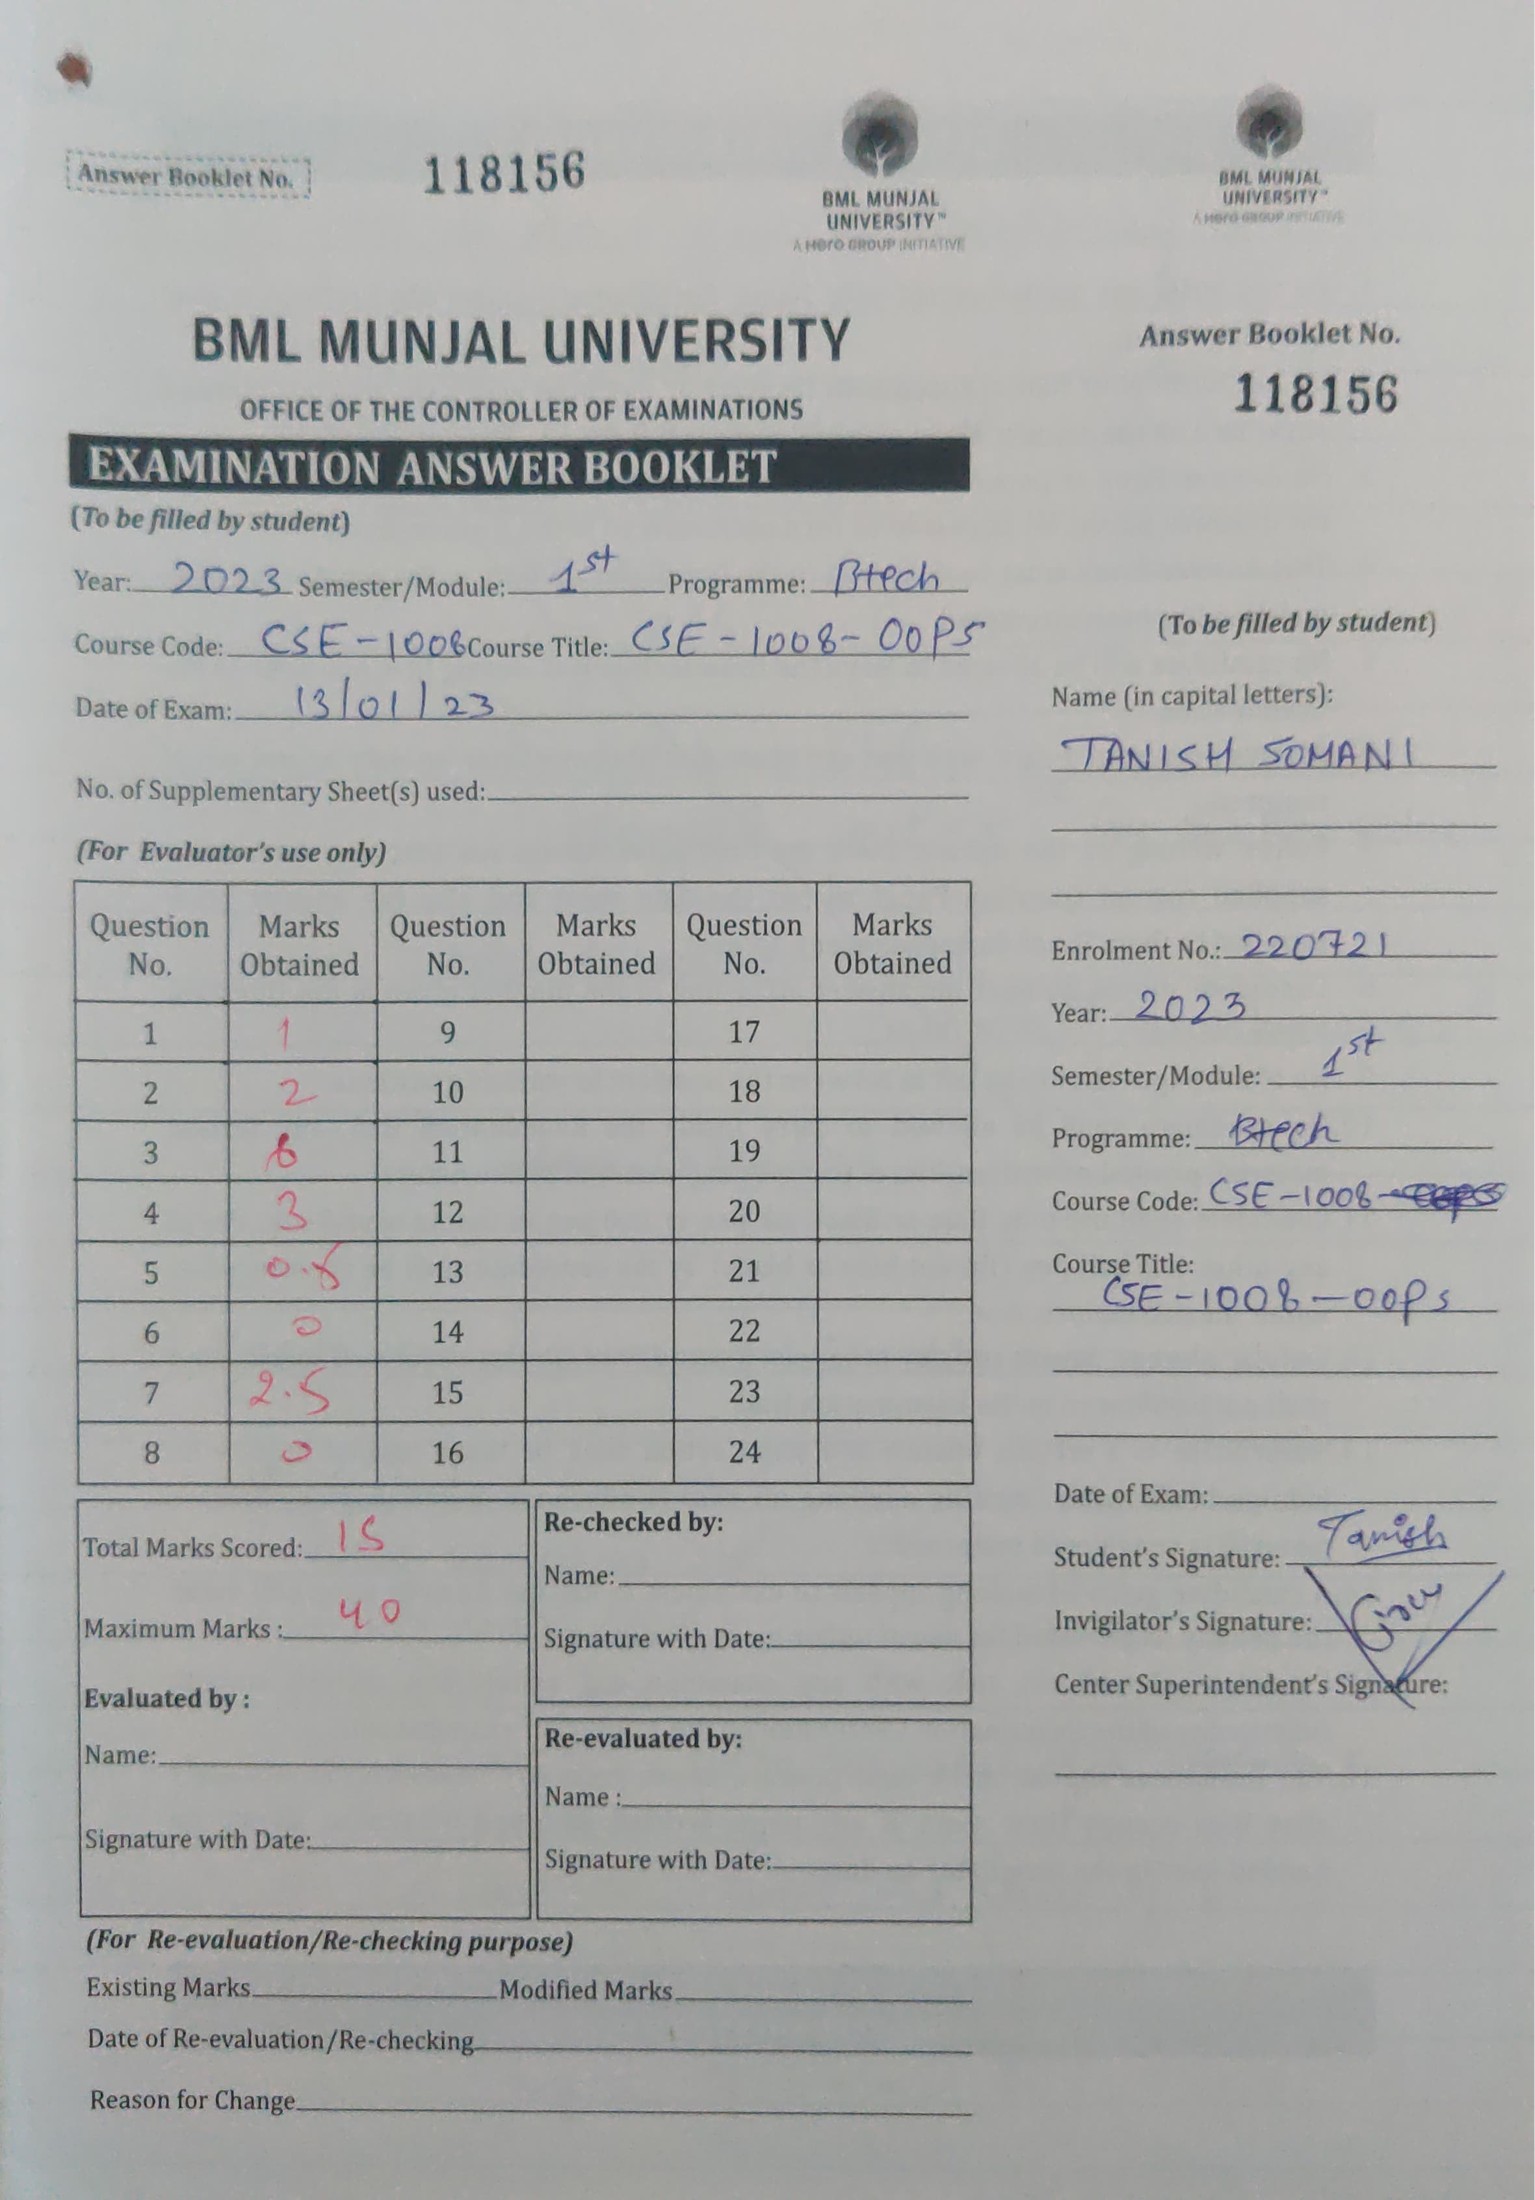 Answer Booklet No. 118156
BML MUNJAL
UNIVERSITY™
A Hero GROUP INITIATIVE
BML MUNJAL UNIVERSITY
OFFICE OF THE CONTROLLER OF EXAMINATIONS
EXAMINATION ANSWER BOOKLET
(To be filled by student)
Year: 2023 Semester/Module: 1st Programme: Btech
Course Code: CSE-1008 Course Title: CSE-1008-OOPS
Date of Exam: 13/01/23
No. of Supplementary Sheet(s) used:
(For Evaluator's use only)
Question No. Marks Obtained Question No. Marks Obtained Question No. Marks Obtained
1 1 9 17
2 2 10 18
3 6 11 19
4 3 12 20
5 0.5 13 21
6 0 14 22
7 2.5 15 23
8 0 16 24
Total Marks Scored: 15
Maximum Marks : 40
Evaluated by :
Name:
Signature with Date:
Re-checked by:
Name:
Signature with Date:
Re-evaluated by:
Name :
Signature with Date:
(For Re-evaluation/Re-checking purpose)
Existing Marks Modified Marks
Date of Re-evaluation/Re-checking
Reason for Change
BML MUNJAL
UNIVERSITY™
A Hero GROUP INITIATIVE
Answer Booklet No.
118156
(To be filled by student)
Name (in capital letters):
TANISH SOMANI
Enrolment No.: 220721
Year: 2023
Semester/Module: 1st
Programme: Btech
Course Code: CSE-1008-
Course Title:
CSE-1008-OOPs
Date of Exam:
Student's Signature: Tanish
Invigilator's Signature:
Center Superintendent's Signature: